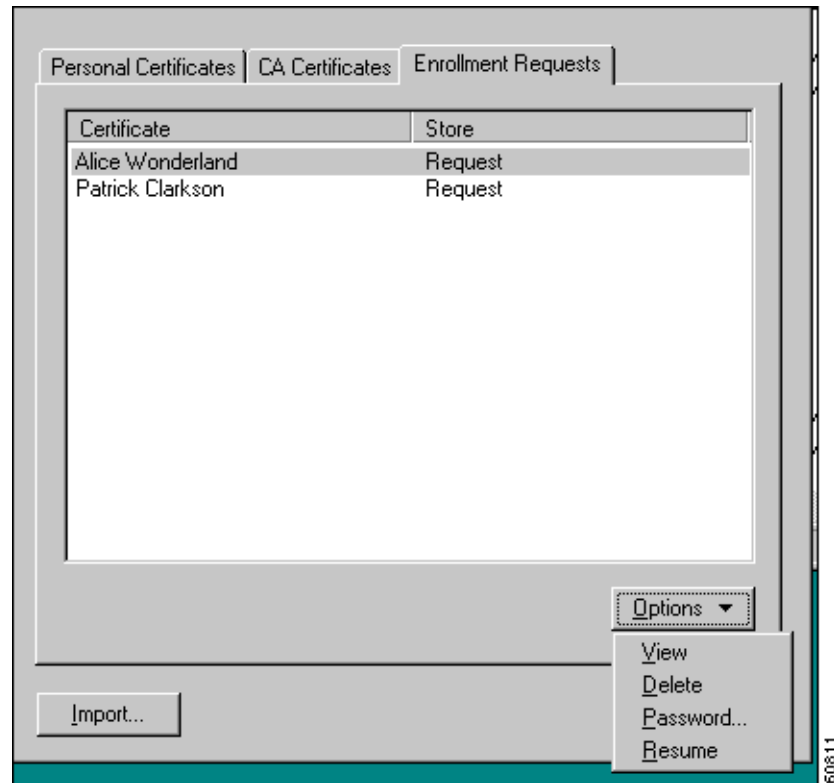 Personal Certificates CA Certificates Enrollment Requests
Certificate Store
Alice Wonderland Request
Patrick Clarkson Request
Options
View
Delete
Password...
Resume
Import...
50811